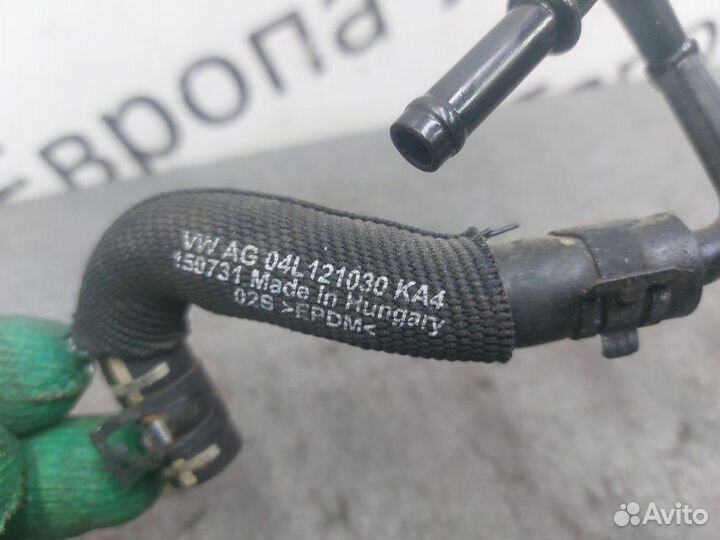 Европа
VW AG 04L121030 KA4
150731 Made in Hungary
02S >EPDM<
Avito